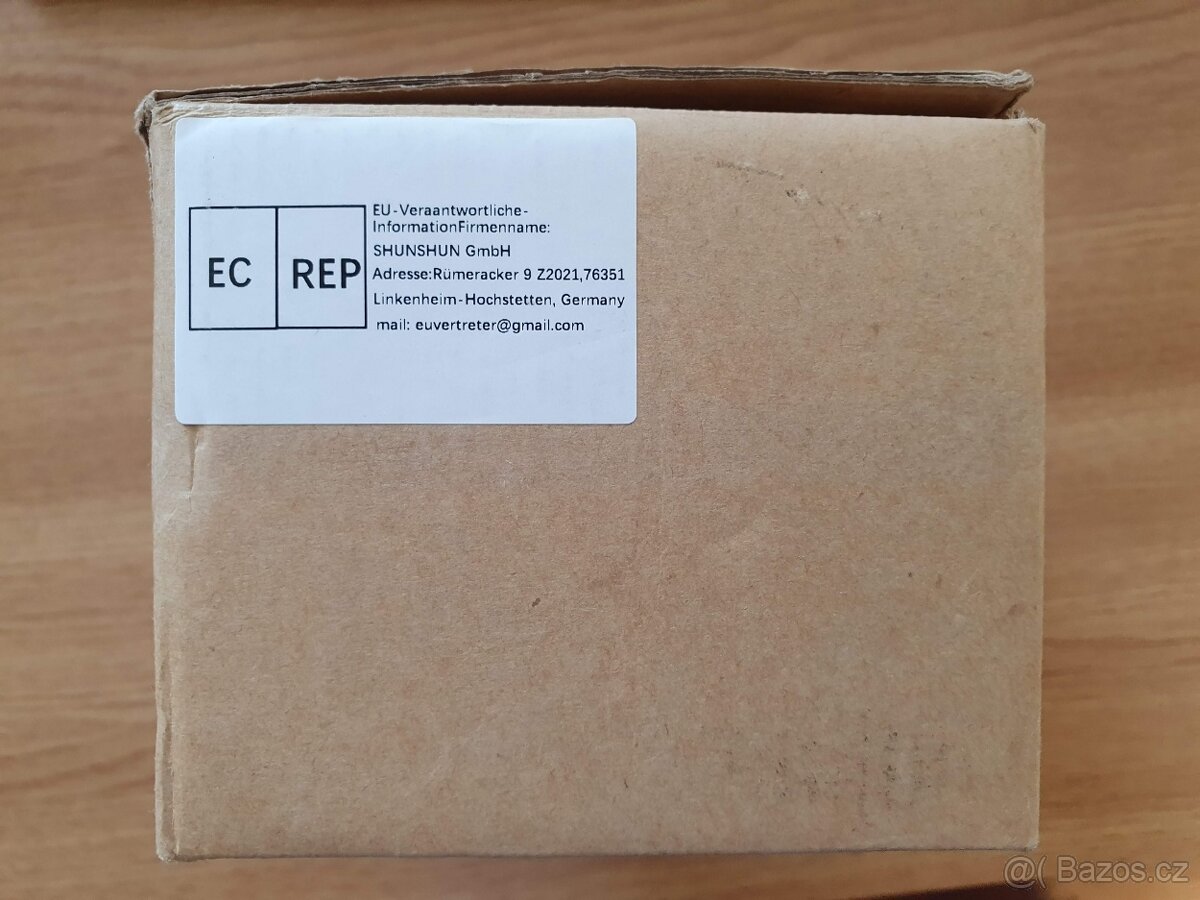 EC REP
EU-Veraantwortliche-
InformationFirmenname:
SHUNSHUN GmbH
Adresse:Rümeracker 9 Z2021,76351
Linkenheim-Hochstetten, Germany
mail: euvertreter@gmail.com
@( Bazos.cz